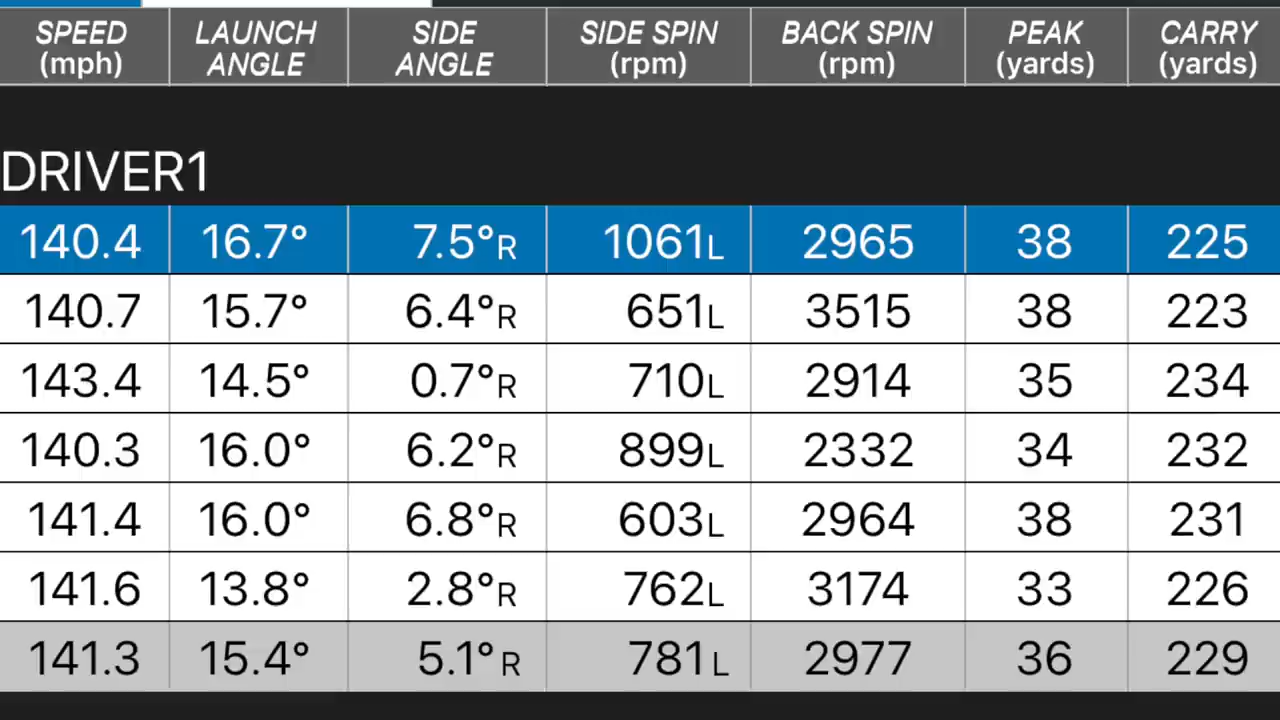 SPEED (mph) LAUNCH ANGLE SIDE ANGLE SIDE SPIN (rpm) BACK SPIN (rpm) PEAK (yards) CARRY (yards)
DRIVER1
140.4 16.7° 7.5°R 1061L 2965 38 225
140.7 15.7° 6.4°R 651L 3515 38 223
143.4 14.5° 0.7°R 710L 2914 35 234
140.3 16.0° 6.2°R 899L 2332 34 232
141.4 16.0° 6.8°R 603L 2964 38 231
141.6 13.8° 2.8°R 762L 3174 33 226
141.3 15.4° 5.1°R 781L 2977 36 229